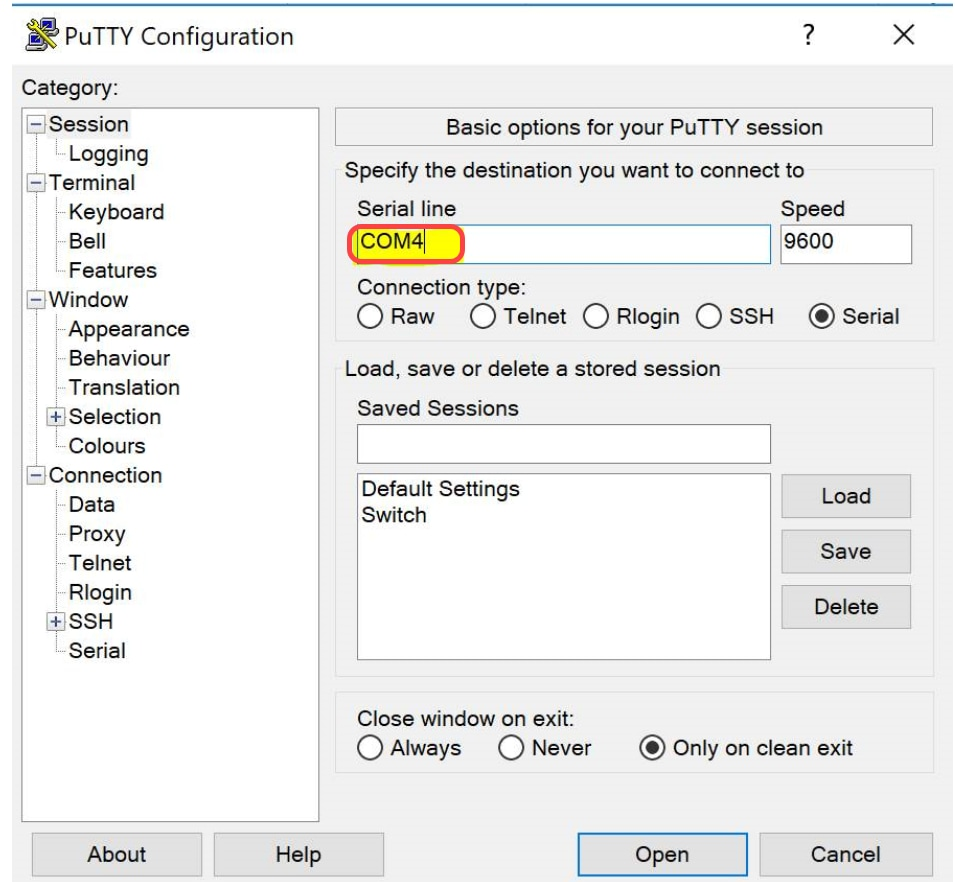 PuTTY Configuration
?
Category:
Session
Logging
Terminal
Keyboard
Bell
Features
Window
Appearance
Behaviour
Translation
Selection
Colours
Connection
Data
Proxy
Telnet
Rlogin
SSH
Serial
Basic options for your PuTTY session
Specify the destination you want to connect to
Serial line Speed
COM4 9600
Connection type:
Raw Telnet Rlogin SSH Serial
Load, save or delete a stored session
Saved Sessions
Default Settings
Switch
Load
Save
Delete
Close window on exit:
Always Never Only on clean exit
About Help Open Cancel